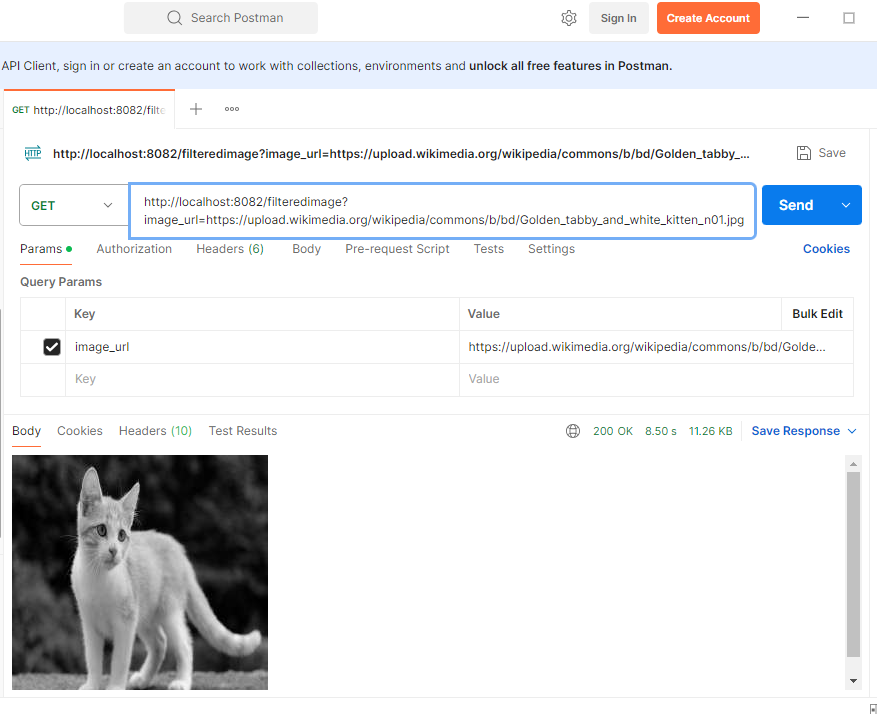 Search Postman
Sign In
Create Account
API Client, sign in or create an account to work with collections, environments and unlock all free features in Postman.
GET http://localhost:8082/filte
HTTP http://localhost:8082/filteredimage?image_url=https://upload.wikimedia.org/wikipedia/commons/b/bd/Golden_tabby_...
Save
GET
http://localhost:8082/filteredimage?
image_url=https://upload.wikimedia.org/wikipedia/commons/b/bd/Golden_tabby_and_white_kitten_n01.jpg
Send
Params Authorization Headers (6) Body Pre-request Script Tests Settings Cookies
Query Params
Key Value Bulk Edit
image_url https://upload.wikimedia.org/wikipedia/commons/b/bd/Golde...
Key Value
Body Cookies Headers (10) Test Results 200 OK 8.50 s 11.26 KB Save Response